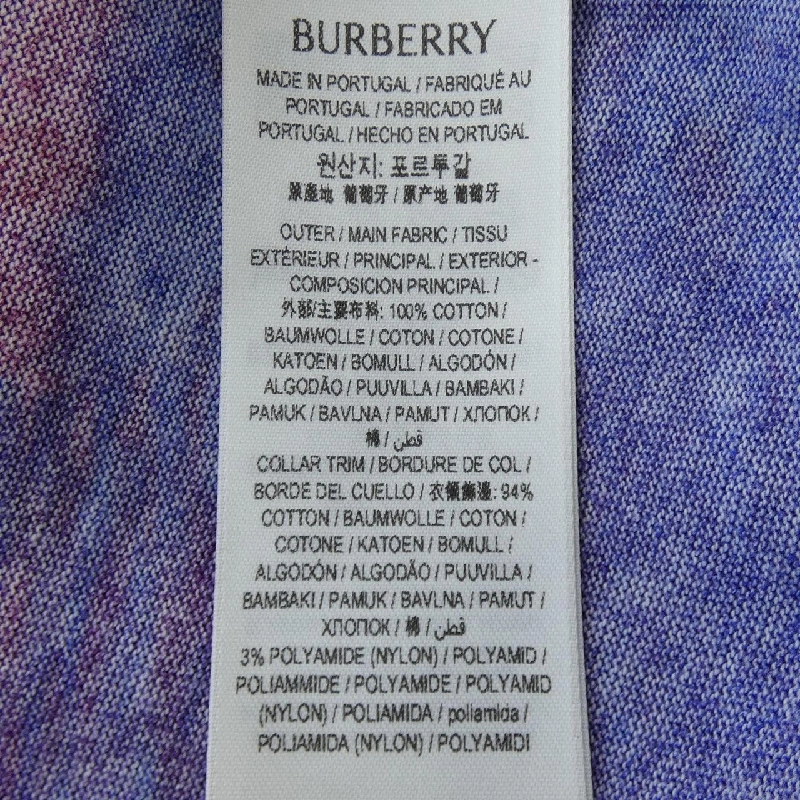 BURBERRY
MADE IN PORTUGAL / FABRIQUÉ AU
PORTUGAL / FABRICADO EM
PORTUGAL / HECHO EN PORTUGAL
원산지: 포르투갈
原產地 葡萄牙 / 原产地 葡萄牙
OUTER / MAIN FABRIC / TISSU
EXTÉRIEUR / PRINCIPAL / EXTERIOR -
COMPOSICION PRINCIPAL /
外部/主要布料: 100% COTTON /
BAUMWOLLE / COTON / COTONE /
KATOEN / BOMULL / ALGODÓN /
ALGODÃO / PUUVILLA / BAMBAKI /
PAMUK / BAVLNA / PAMUT / ХЛОПОК /
棉 / قطن
COLLAR TRIM / BORDURE DE COL /
BORDE DEL CUELLO / 衣領飾邊: 94%
COTTON / BAUMWOLLE / COTON /
COTONE / KATOEN / BOMULL /
ALGODÓN / ALGODÃO / PUUVILLA /
BAMBAKI / PAMUK / BAVLNA / PAMUT /
ХЛОПОК / 棉 / قطن
3% POLYAMIDE (NYLON) / POLYAMID /
POLIAMMIDE / POLYAMIDE / POLYAMID
(NYLON) / POLIAMIDA / poliamida /
POLIAMIDA (NYLON) / POLYAMIDI